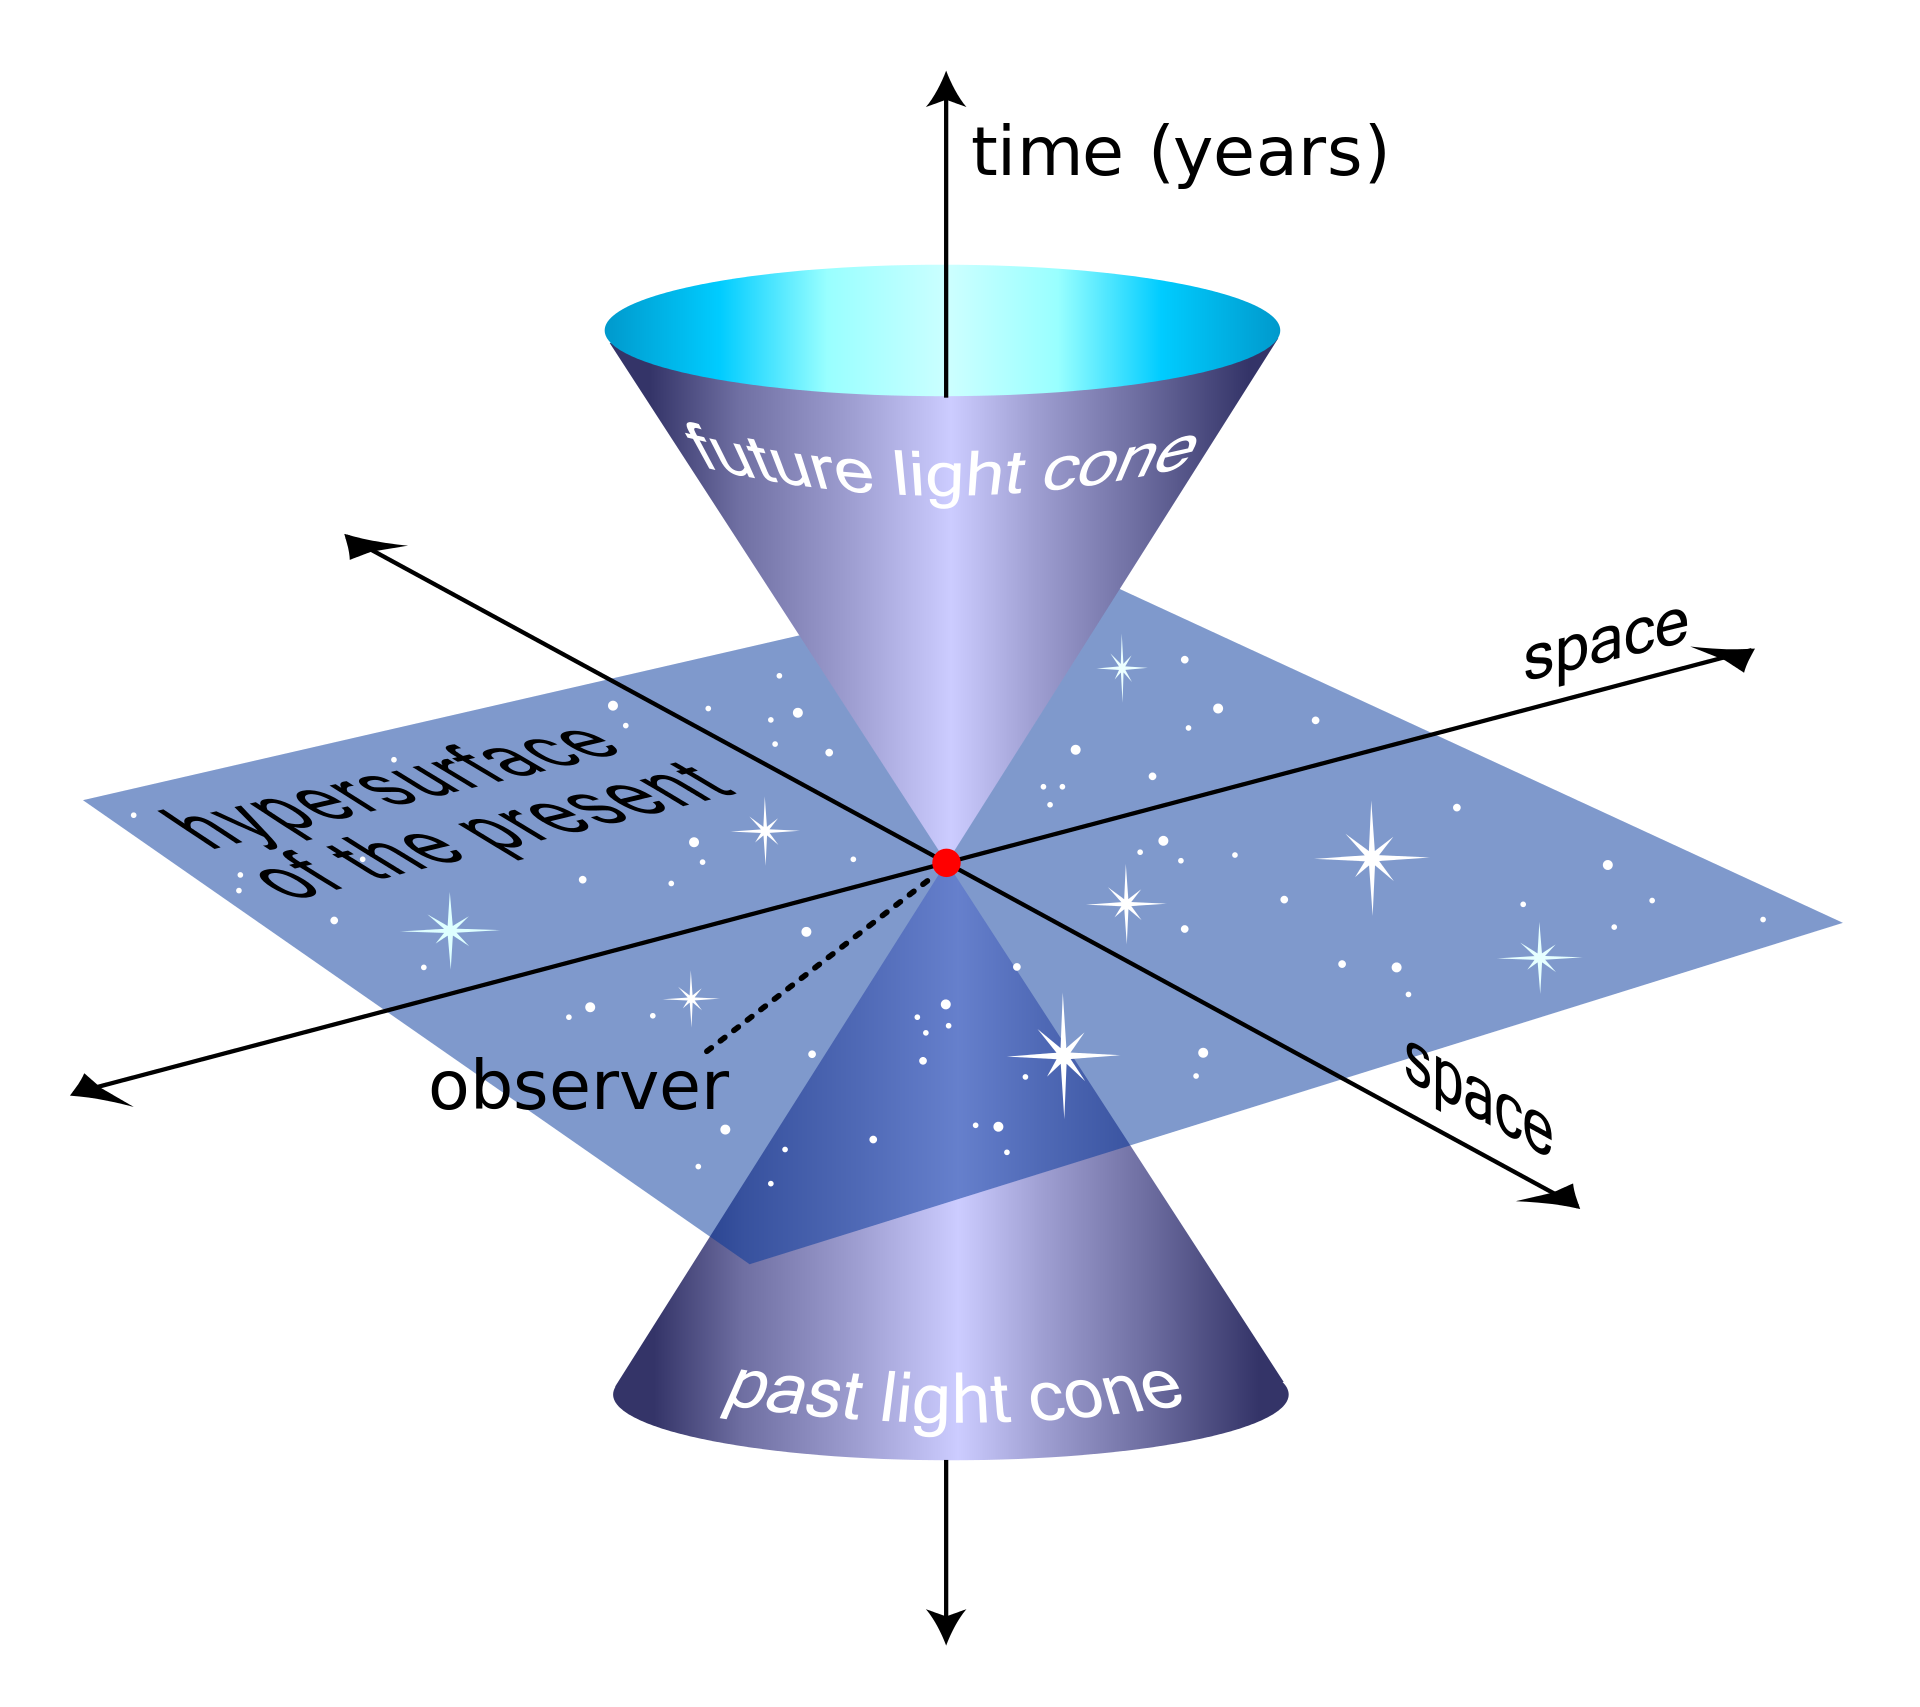 time (years)
future light cone
space
hypersurface
of the present
observer
space
past light cone